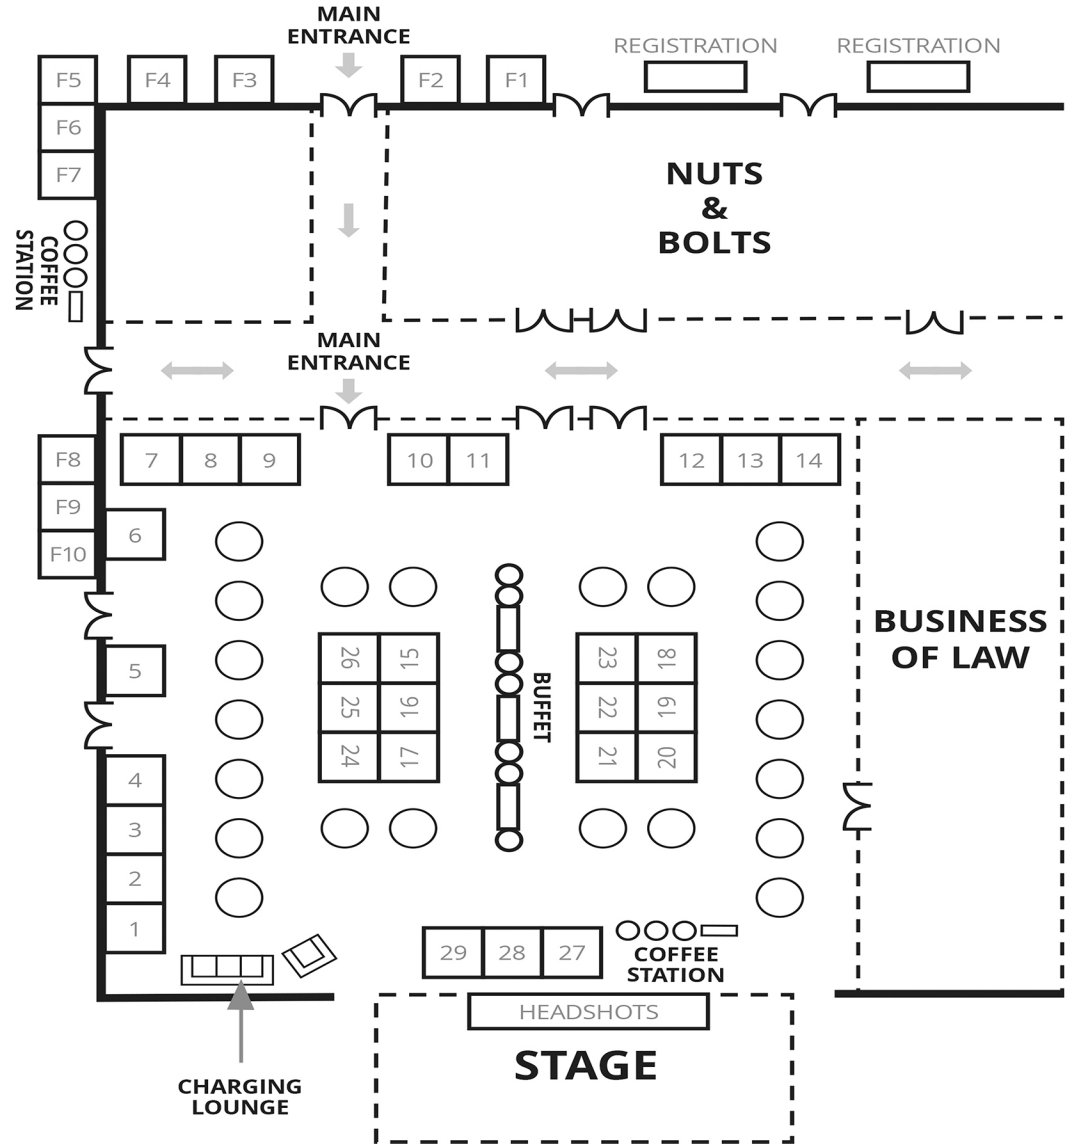 MAIN
ENTRANCE
REGISTRATION
REGISTRATION
F5
F4
F3
F2
F1
F6
F7
NUTS
&
BOLTS
COFFEE
STATION
MAIN
ENTRANCE
F8
F9
F10
7
8
9
10
11
12
13
14
6
5
4
3
2
1
26
15
25
16
24
17
BUFFET
23
18
22
19
21
20
BUSINESS
OF LAW
29
28
27
COFFEE
STATION
HEADSHOTS
STAGE
CHARGING
LOUNGE